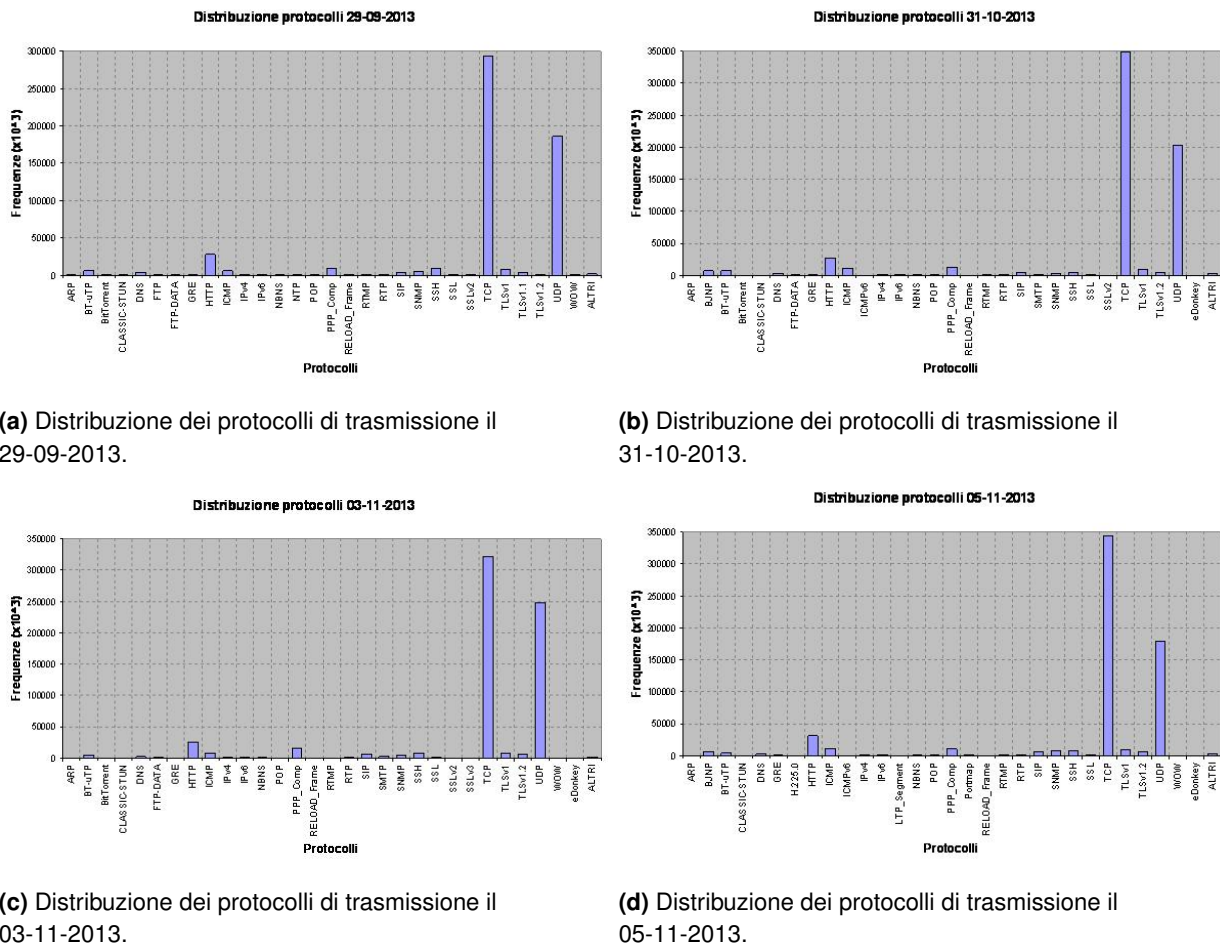 Distribuzione protocolli 29-09-2013
Frequenze (x10^3)
300000
250000
200000
150000
100000
50000
0
ARP
BT-uTP
BitTorrent
CLASSIC-STUN
DNS
FTP
FTP-DATA
GRE
HTTP
ICMP
IPv4
IPv6
NBNS
NTP
POP
PPP_Comp
RELOAD_Frame
RTMP
RTP
SIP
SNMP
SSH
SSL
SSLv2
TCP
TLSv1
TLSv1.1
TLSv1.2
UDP
WOW
ALTRI
Protocolli
(a) Distribuzione dei protocolli di trasmissione il
29-09-2013.
Distribuzione protocolli 31-10-2013
Frequenze (x10^3)
350000
300000
250000
200000
150000
100000
50000
0
ARP
BJNP
BT-uTP
BitTorrent
CLASSIC-STUN
DNS
FTP-DATA
GRE
HTTP
ICMP
ICMPv6
IPv4
IPv6
NBNS
POP
PPP_Comp
RELOAD_Frame
RTMP
RTP
SIP
SMTP
SNMP
SSH
SSL
SSLv2
TCP
TLSv1
TLSv1.2
UDP
eDonkey
ALTRI
Protocolli
(b) Distribuzione dei protocolli di trasmissione il
31-10-2013.
Distribuzione protocolli 03-11-2013
Frequenze (x10^3)
350000
300000
250000
200000
150000
100000
50000
0
ARP
BT-uTP
BitTorrent
CLASSIC-STUN
DNS
FTP-DATA
GRE
HTTP
ICMP
IPv4
IPv6
NBNS
POP
PPP_Comp
RELOAD_Frame
RTMP
RTP
SIP
SMTP
SNMP
SSH
SSL
SSLv2
SSLv3
TCP
TLSv1
TLSv1.2
UDP
WOW
eDonkey
ALTRI
Protocolli
(c) Distribuzione dei protocolli di trasmissione il
03-11-2013.
Distribuzione protocolli 05-11-2013
Frequenze (x10^3)
350000
300000
250000
200000
150000
100000
50000
0
ARP
BJNP
BT-uTP
CLASSIC-STUN
DNS
GRE
H.225.0
HTTP
ICMP
ICMPv6
IPv4
IPv6
LTP_Segment
NBNS
POP
PPP_Comp
Portmap
RELOAD_Frame
RTMP
RTP
SIP
SNMP
SSH
SSL
TCP
TLSv1
TLSv1.2
UDP
WOW
eDonkey
ALTRI
Protocolli
(d) Distribuzione dei protocolli di trasmissione il
05-11-2013.